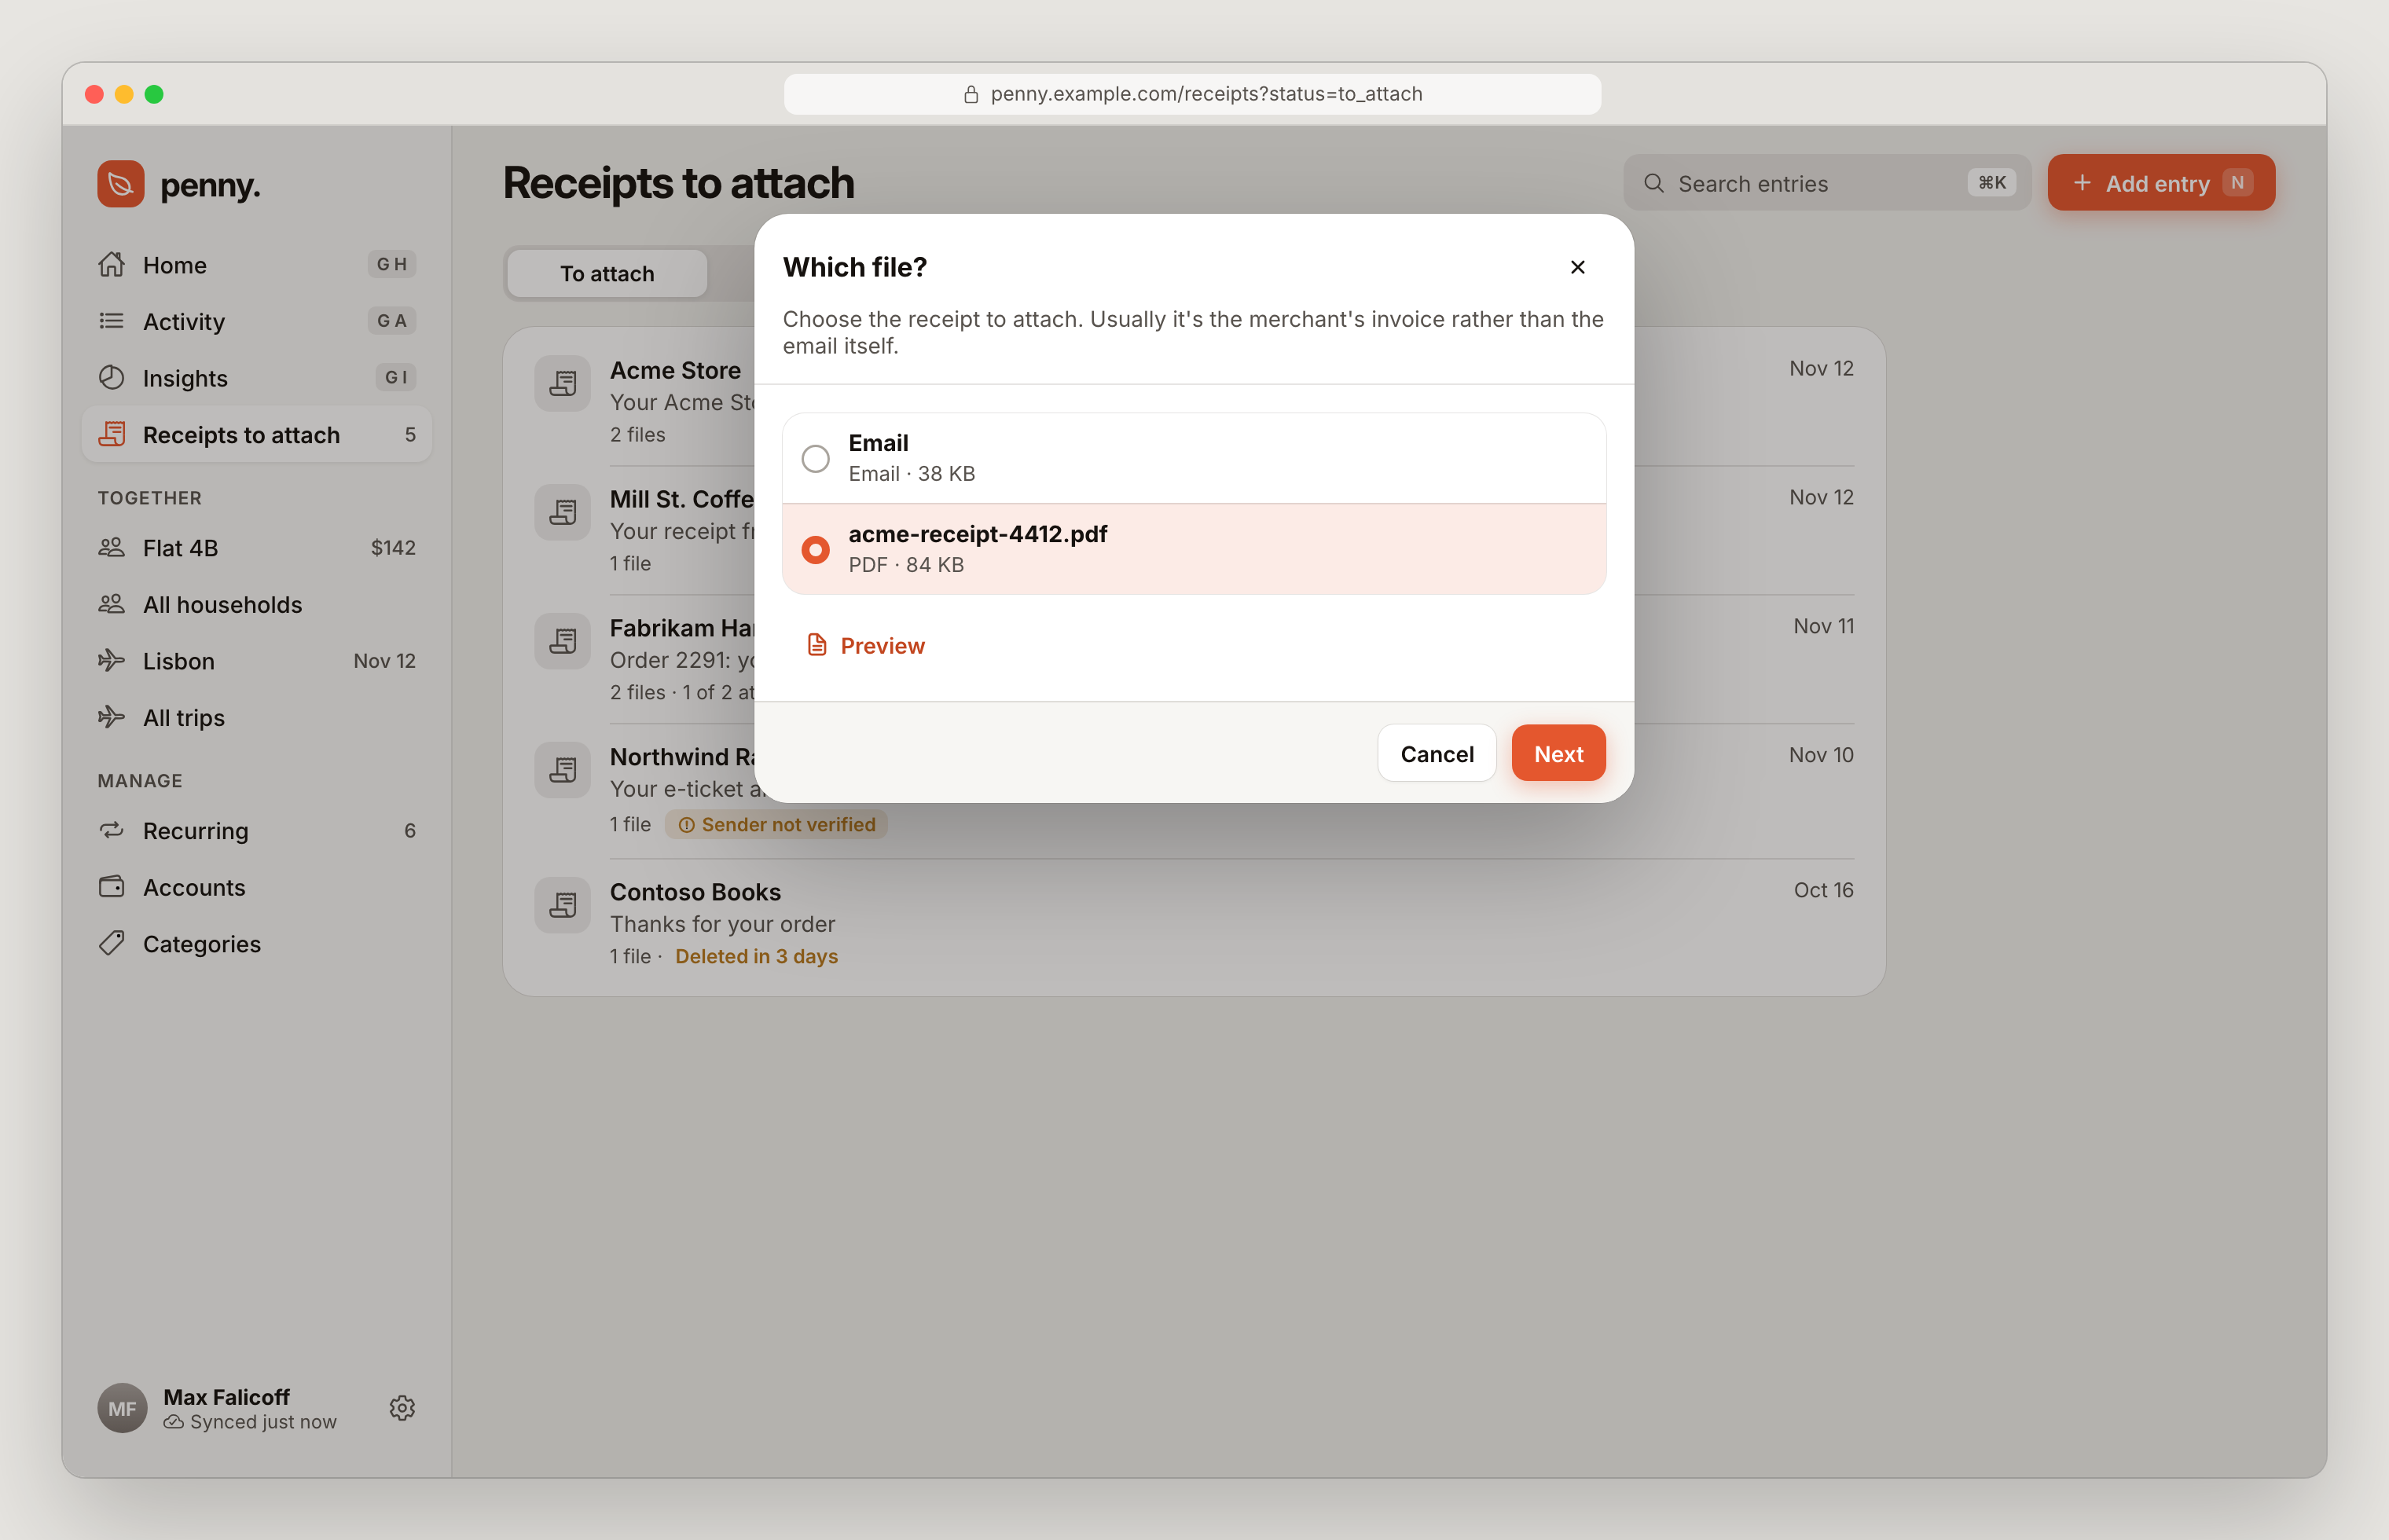 penny.example.com/receipts?status=to_attach
penny.
Home
G H
Activity
G A
Insights
G I
Receipts to attach
5
TOGETHER
Flat 4B
$142
All households
Lisbon
Nov 12
All trips
MANAGE
Recurring
6
Accounts
Categories
MF
Max Falicoff
Synced just now
Receipts to attach
Search entries
⌘K
Add entry
N
To attach
Acme Store
Nov 12
Your Acme
2 files
Mill St.
Nov 12
Your receipt
1 file
Fabrikam
Nov 11
Order 2291:
2 files · 1 of 2
Northwind
Nov 10
Your e-ticket
1 file
Sender not verified
Contoso Books
Oct 16
Thanks for your order
1 file ·
Deleted in 3 days
Which file?
Choose the receipt to attach. Usually it's the merchant's invoice rather than the
email itself.
Email
Email · 38 KB
acme-receipt-4412.pdf
PDF · 84 KB
Preview
Cancel
Next